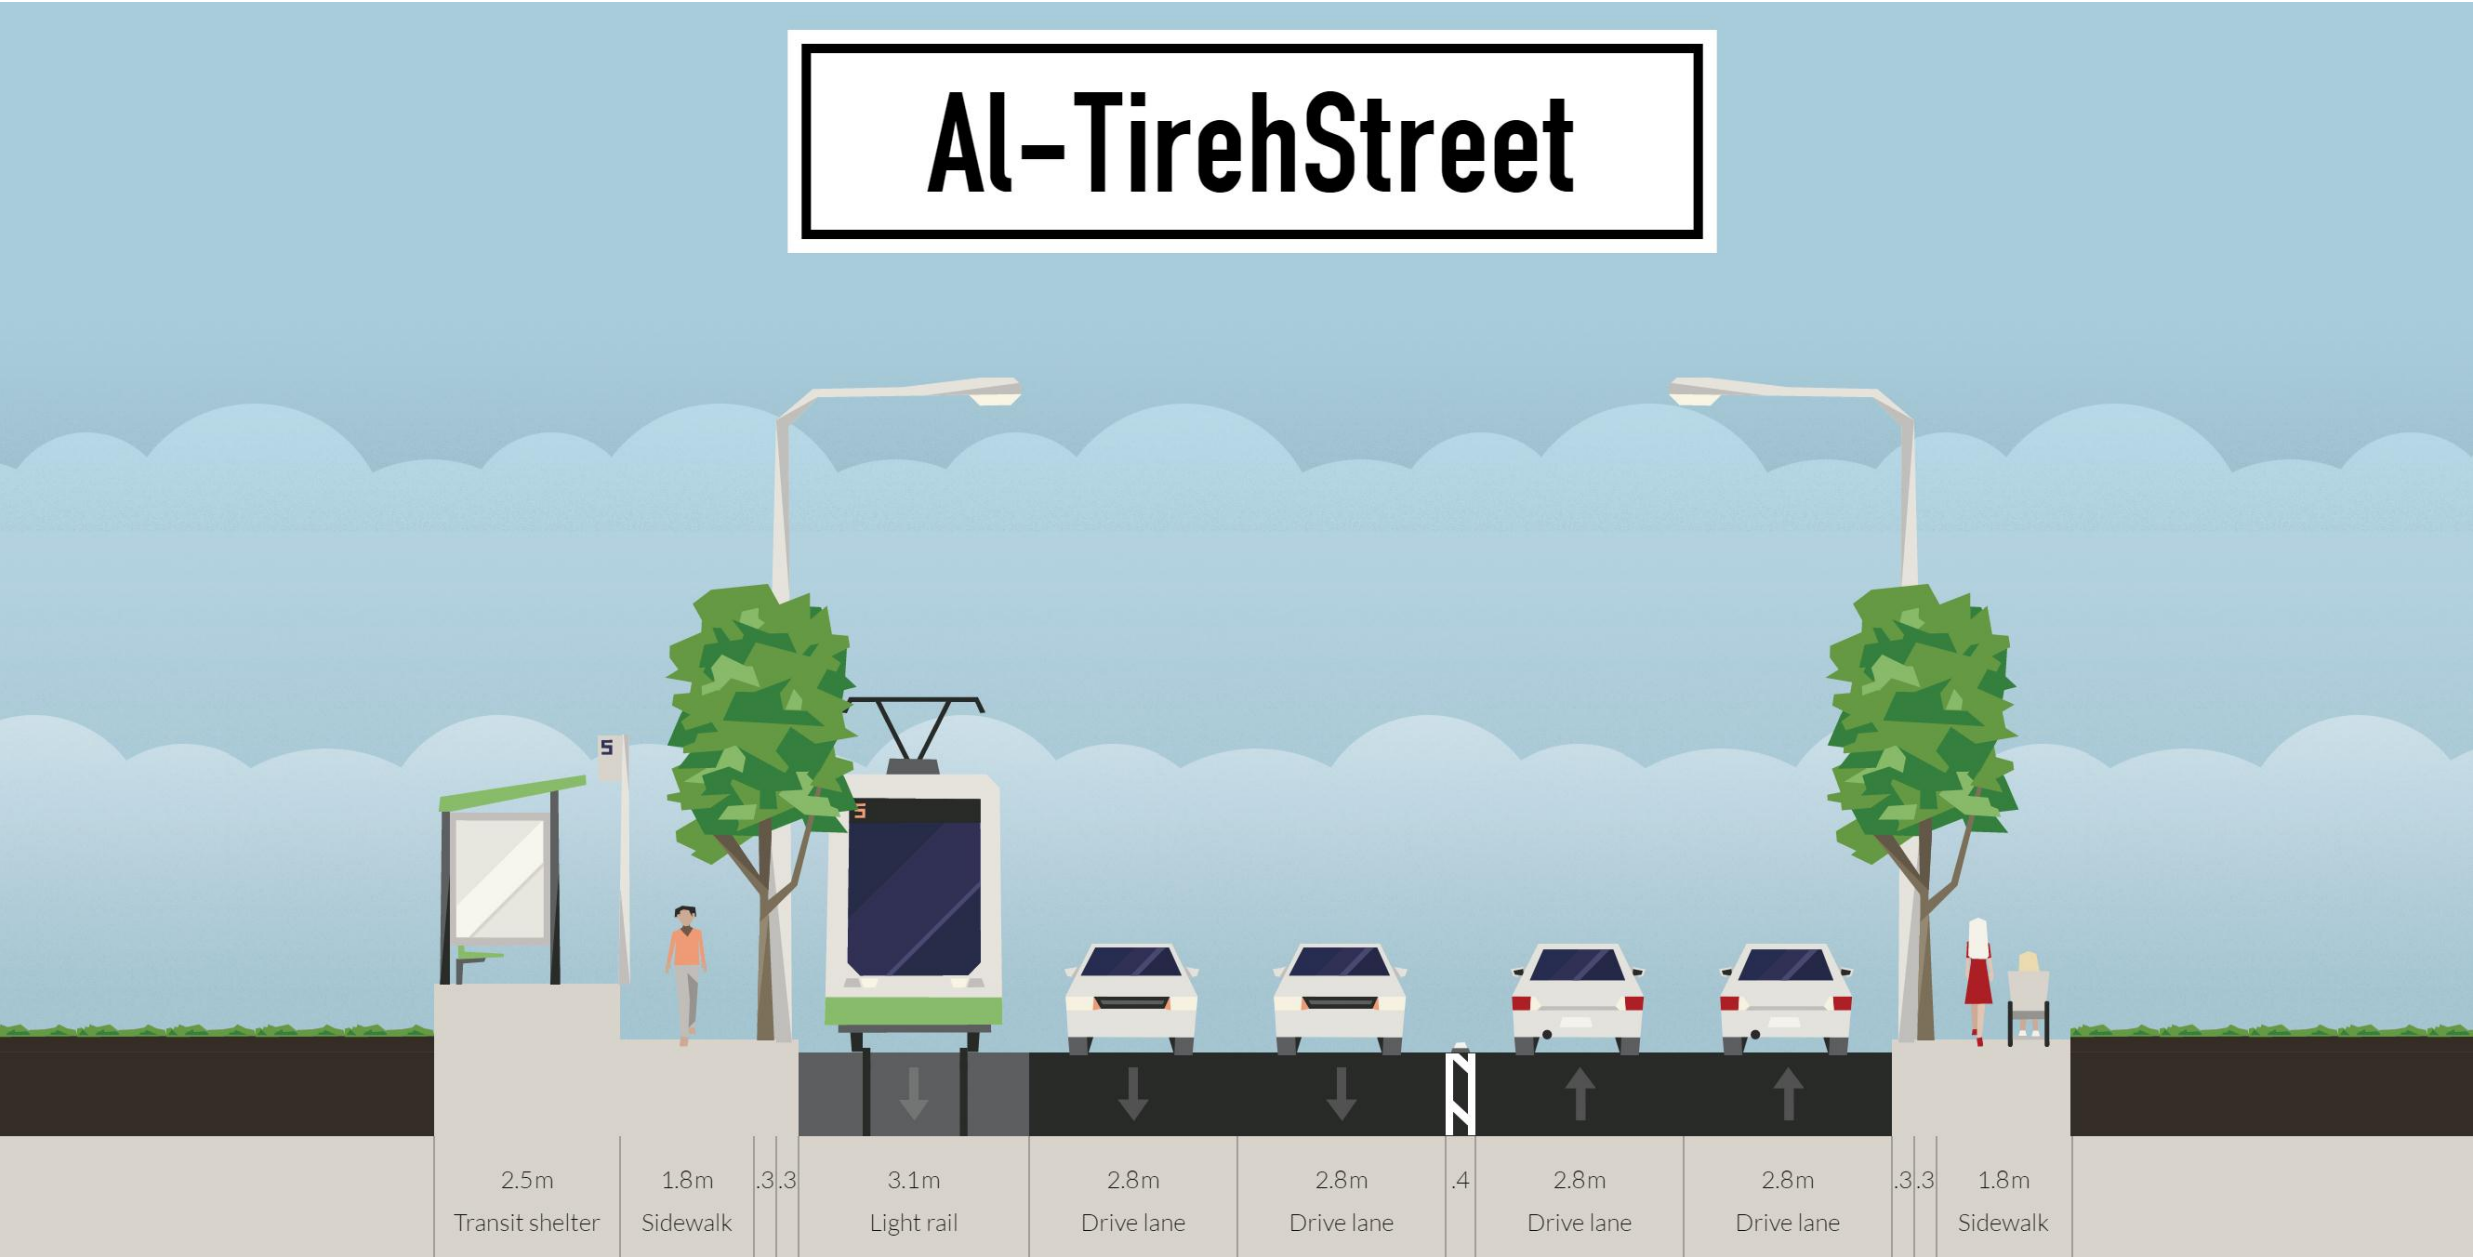 Al-TirehStreet
5
5
2.5m
Transit shelter
1.8m
Sidewalk
.3
.3
3.1m
Light rail
2.8m
Drive lane
2.8m
Drive lane
.4
2.8m
Drive lane
2.8m
Drive lane
.3
.3
1.8m
Sidewalk